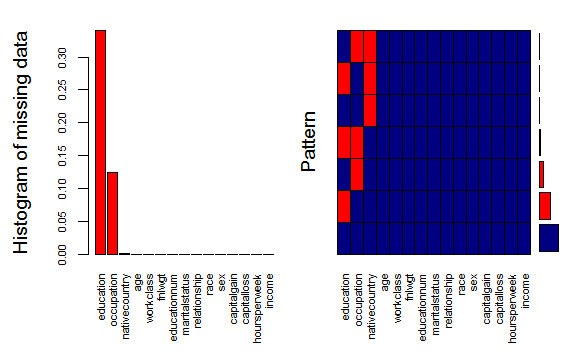 Histogram of missing data
0.30
0.25
0.20
0.15
0.10
0.05
0.00
education
occupation
nativecountry
age
workclass
fnlwgt
educationnum
maritalstatus
relationship
race
sex
capitalgain
capitalloss
hoursperweek
income
Pattern
education
occupation
nativecountry
age
workclass
fnlwgt
educationnum
maritalstatus
relationship
race
sex
capitalgain
capitalloss
hoursperweek
income